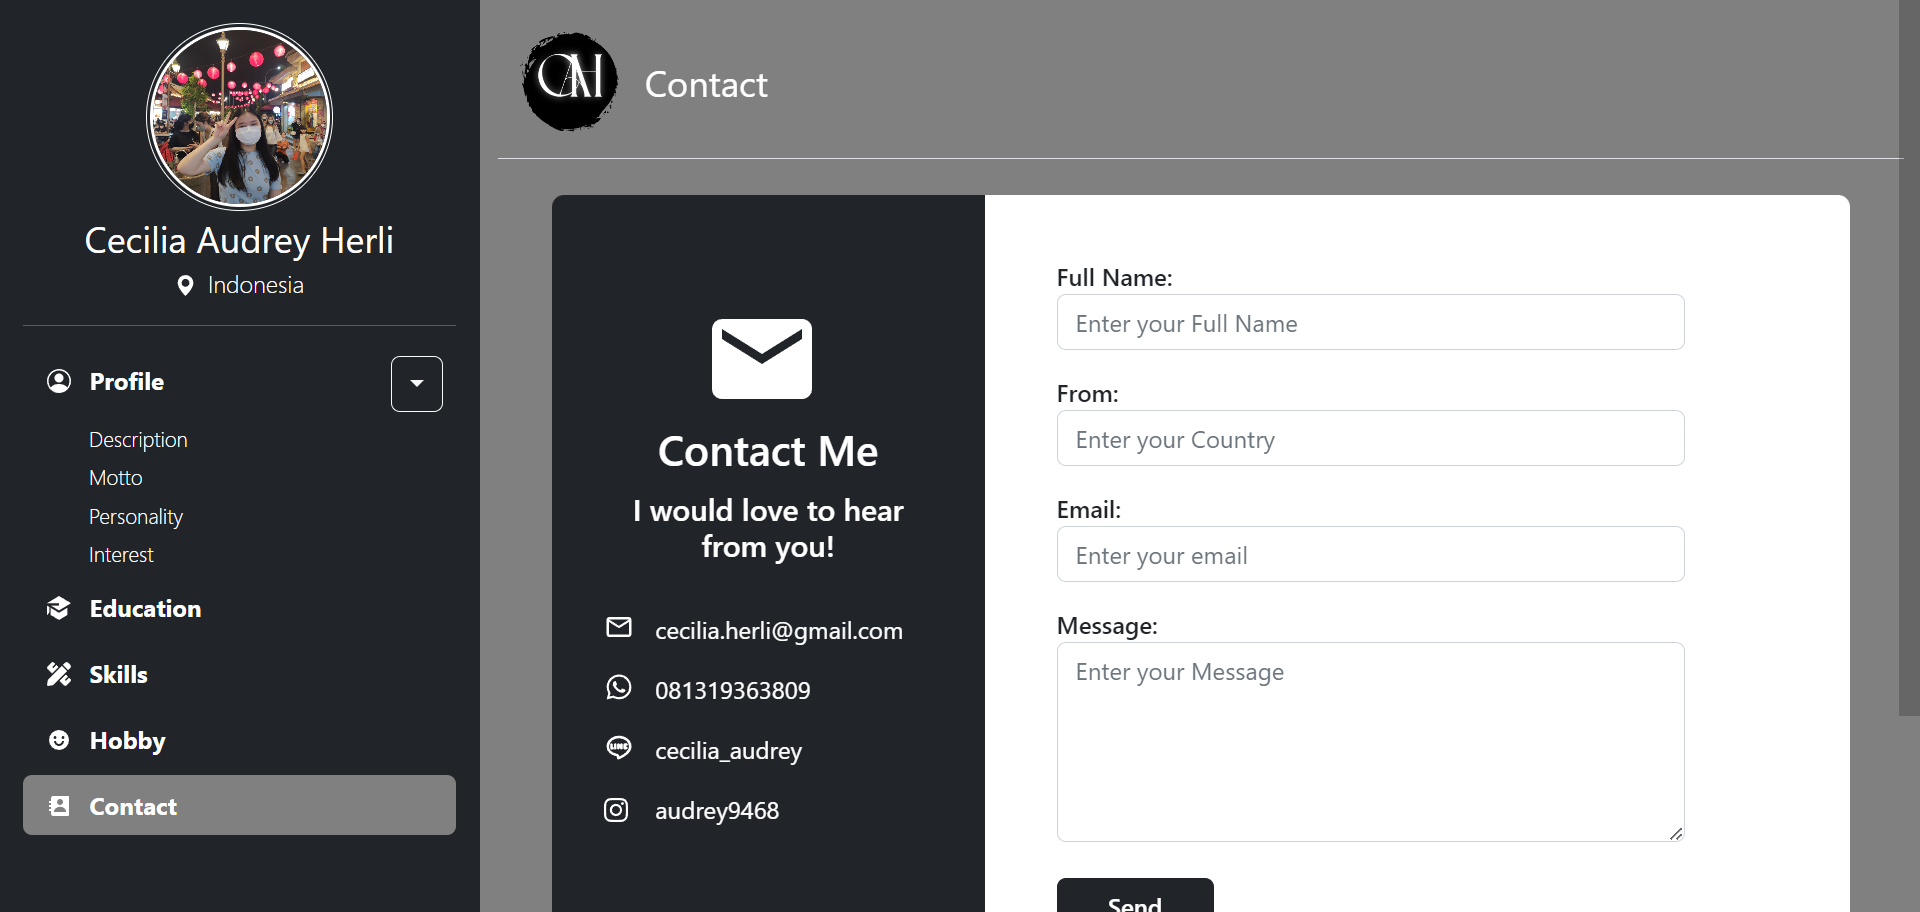 Cecilia Audrey Herli
Indonesia
Profile
Description
Motto
Personality
Interest
Education
Skills
Hobby
Contact
CAH
Contact
Contact Me
I would love to hear
from you!
cecilia.herli@gmail.com
081319363809
LINE
cecilia_audrey
audrey9468
Full Name:
Enter your Full Name
From:
Enter your Country
Email:
Enter your email
Message:
Enter your Message
Send